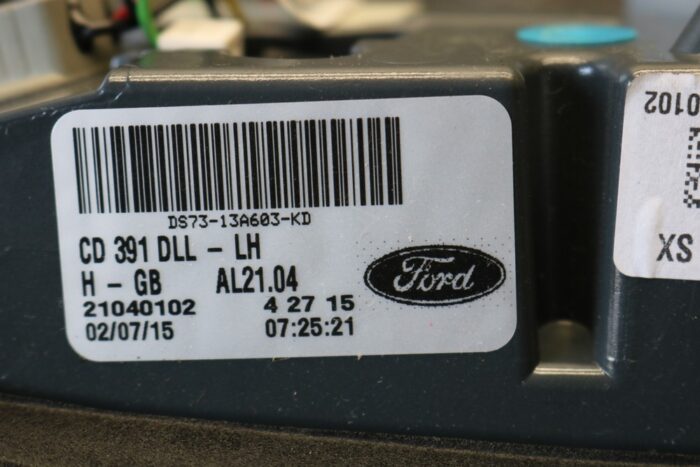 DS73-13A603-KD
CD 391 DLL - LH
H - GB AL21.04
21040102 4 27 15
02/07/15 07:25:21
Ford
0102
SX